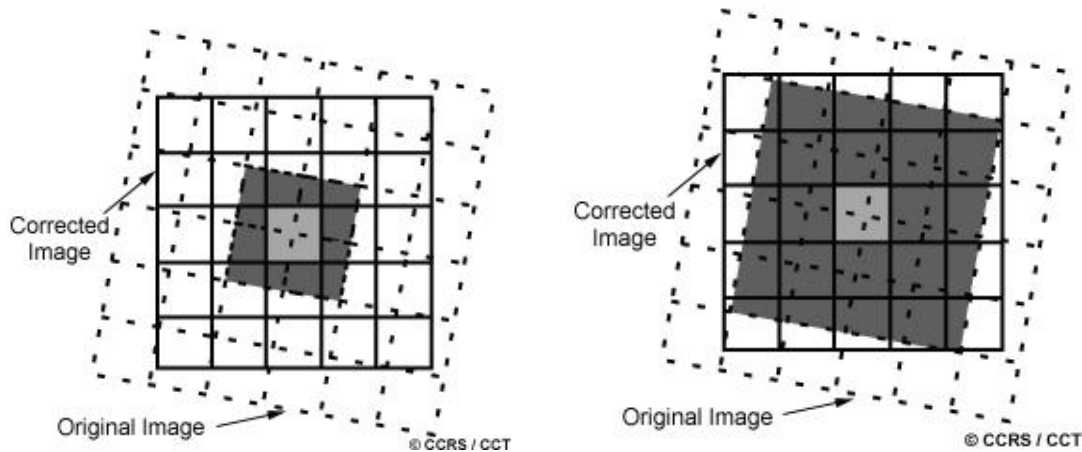 Corrected
Image
Original Image
© CCRS / CCT
Corrected
Image
Original Image
© CCRS / CCT